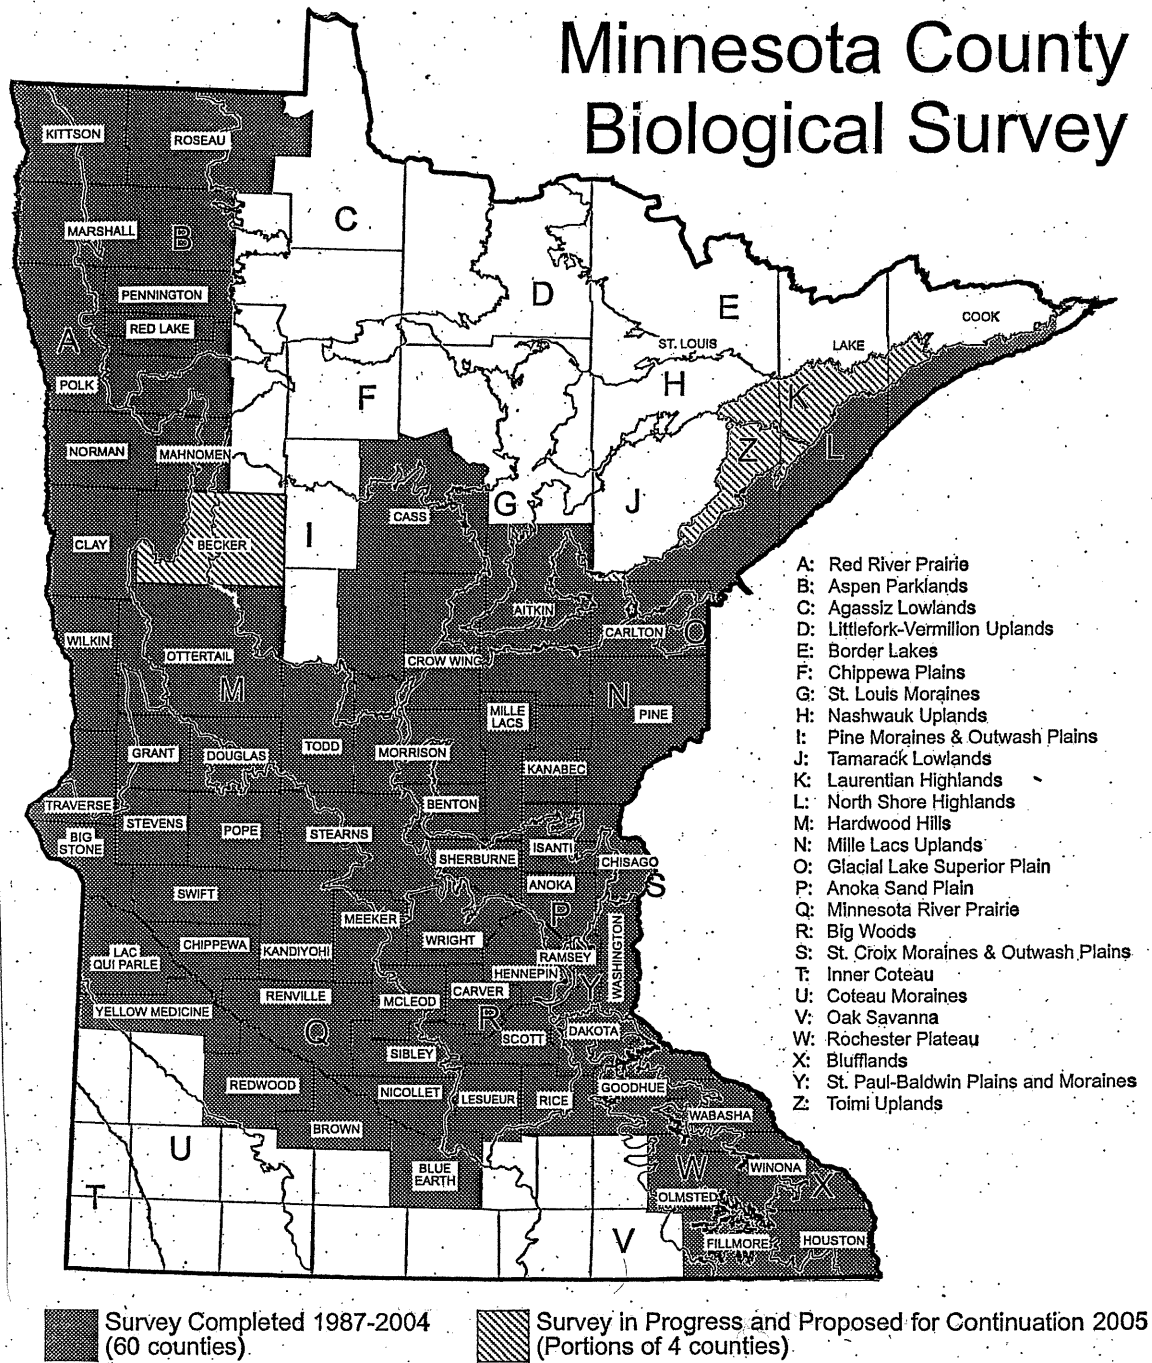 Minnesota County
Biological Survey
KITTSON
ROSEAU
C
MARSHALL
B
D
PENNINGTON
E
COOK
RED LAKE
A
ST. LOUIS
LAKE
POLK
F
H
K
NORMAN
MAHNOMEN
Z
L
G
J
CASS
I
CLAY
BECKER
AITKIN
CARLTON
O
WILKIN
OTTERTAIL
CROW WING
M
N
MILLE
LACS
PINE
GRANT
DOUGLAS
TODD
MORRISON
KANABEC
TRAVERSE
BENTON
STEVENS
POPE
STEARNS
BIG
STONE
ISANTI
SHERBURNE
CHISAGO
ANOKA
S
SWIFT
P
MEEKER
WRIGHT
CHIPPEWA
KANDIYOHI
LAC
QUI PARLE
RAMSEY
WASHINGTON
HENNEPIN
Y
RENVILLE
MCLEOD
CARVER
YELLOW MEDICINE
Q
R
DAKOTA
SCOTT
SIBLEY
REDWOOD
NICOLLET
LESUEUR
RICE
GOODHUE
WABASHA
BROWN
U
BLUE
EARTH
W
WINONA
X
T
OLMSTED
V
FILLMORE
HOUSTON
A: Red River Prairie
B: Aspen Parklands
C: Agassiz Lowlands
D: Littlefork-Vermilion Uplands
E: Border Lakes
F: Chippewa Plains
G: St. Louis Moraines
H: Nashwauk Uplands
I: Pine Moraines & Outwash Plains
J: Tamarack Lowlands
K: Laurentian Highlands
L: North Shore Highlands
M: Hardwood Hills
N: Mille Lacs Uplands
O: Glacial Lake Superior Plain
P: Anoka Sand Plain
Q: Minnesota River Prairie
R: Big Woods
S: St. Croix Moraines & Outwash Plains
T: Inner Coteau
U: Coteau Moraines
V: Oak Savanna
W: Rochester Plateau
X: Blufflands
Y: St. Paul-Baldwin Plains and Moraines
Z: Toimi Uplands
Survey Completed 1987-2004
(60 counties)
Survey in Progress and Proposed for Continuation 2005
(Portions of 4 counties)